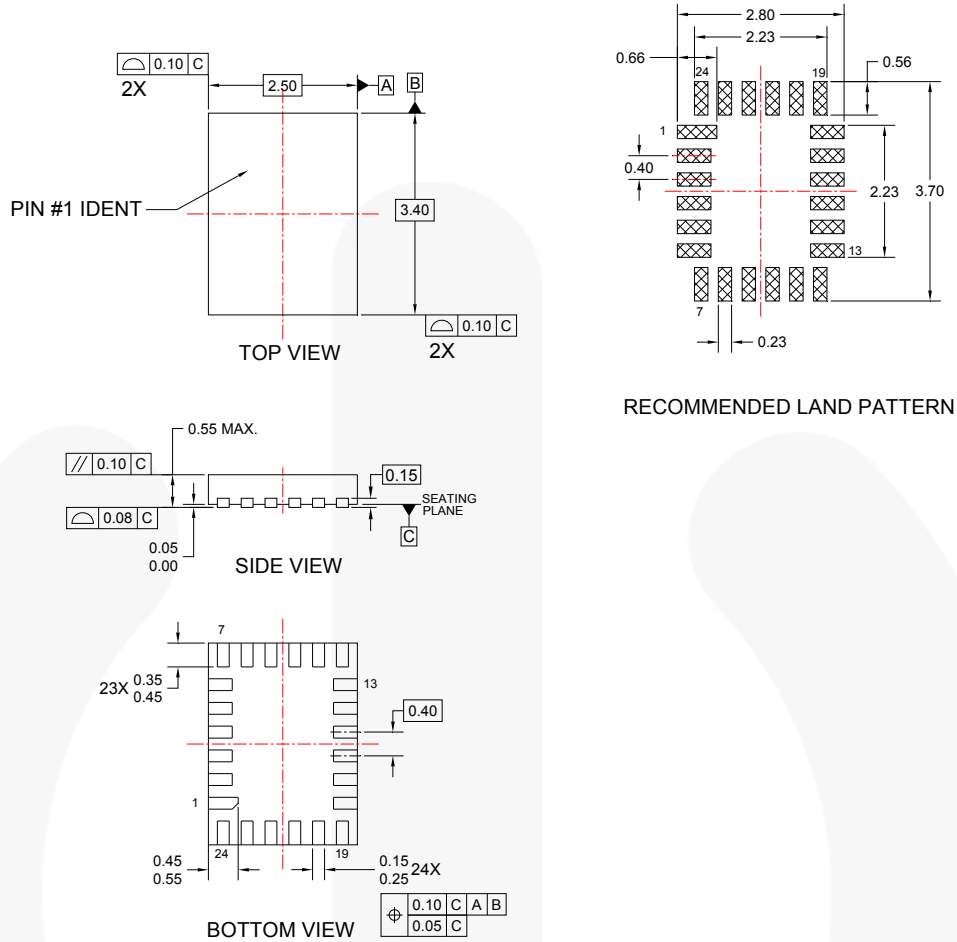 0.10 C
2X
2.50
A
B
PIN #1 IDENT
3.40
0.10 C
2X
TOP VIEW
2.80
2.23
0.66
24
19
0.56
1
0.40
2.23
3.70
13
7
0.23
RECOMMENDED LAND PATTERN
0.55 MAX.
// 0.10 C
0.15
SEATING
PLANE
0.08 C
C
0.05
0.00
SIDE VIEW
7
23X 0.35
0.45
13
0.40
1
24
19
0.45
0.55
0.15
0.25 24X
0.10 C A B
0.05 C
BOTTOM VIEW